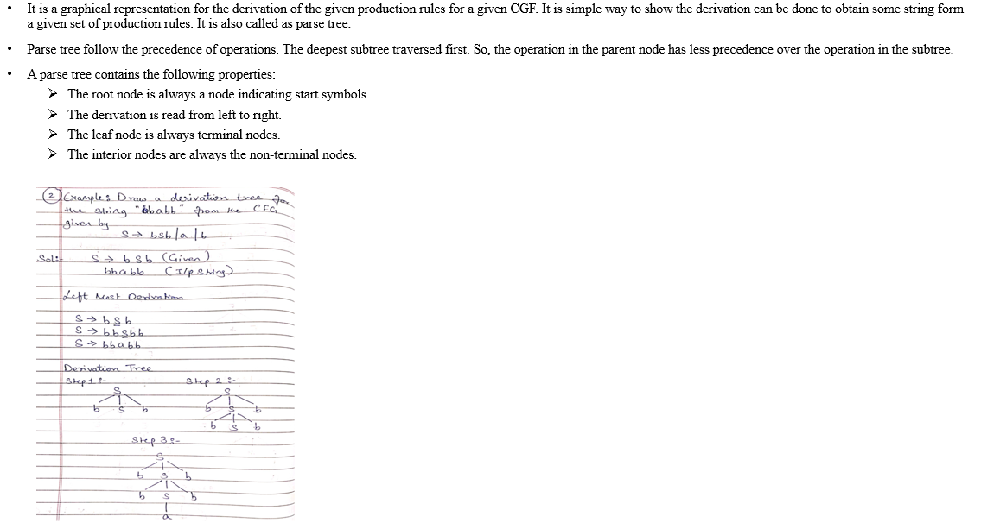 • It is a graphical representation for the derivation of the given production rules for a given CGF. It is simple way to show the derivation can be done to obtain some string form
a given set of production rules. It is also called as parse tree.
• Parse tree follow the precedence of operations. The deepest subtree traversed first. So, the operation in the parent node has less precedence over the operation in the subtree.
• A parse tree contains the following properties:
➢ The root node is always a node indicating start symbols.
➢ The derivation is read from left to right.
➢ The leaf node is always terminal nodes.
➢ The interior nodes are always the non-terminal nodes.
② Example: Draw a derivation tree for
the string "bbabb" from the CFG
given by
S → bSb/a/b
Sol:- S → bSb (Given)
bbabb (I/p String)
Left Most Derivation
S → bSb
S → bbSbb
S → bbabb
Derivation Tree
Step 1 :- Step 2 :-
S S
b S b b S b
b S b
Step 3 :-
S
b S b
b S b
a